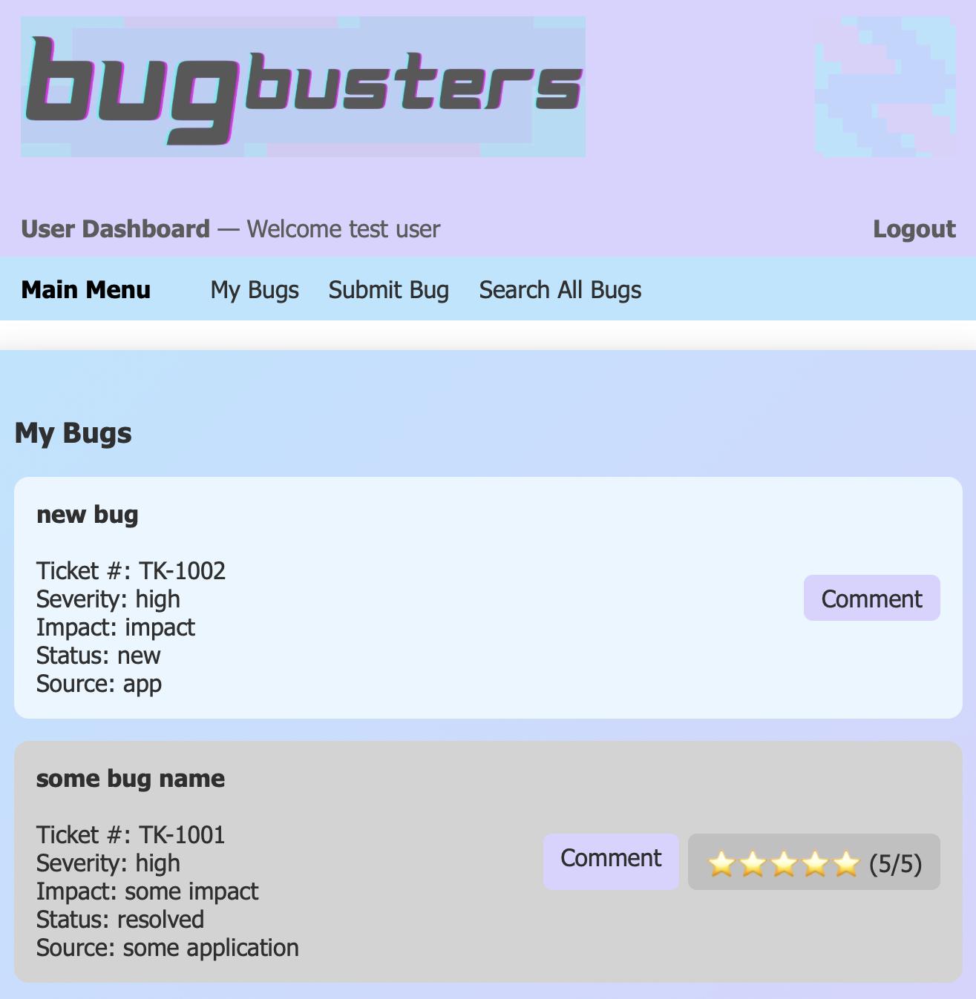 bugbusters
User Dashboard — Welcome test user
Logout
Main Menu My Bugs Submit Bug Search All Bugs
My Bugs
new bug
Ticket #: TK-1002
Severity: high
Impact: impact
Status: new
Source: app
Comment
some bug name
Ticket #: TK-1001
Severity: high
Impact: some impact
Status: resolved
Source: some application
Comment
⭐⭐⭐⭐⭐ (5/5)